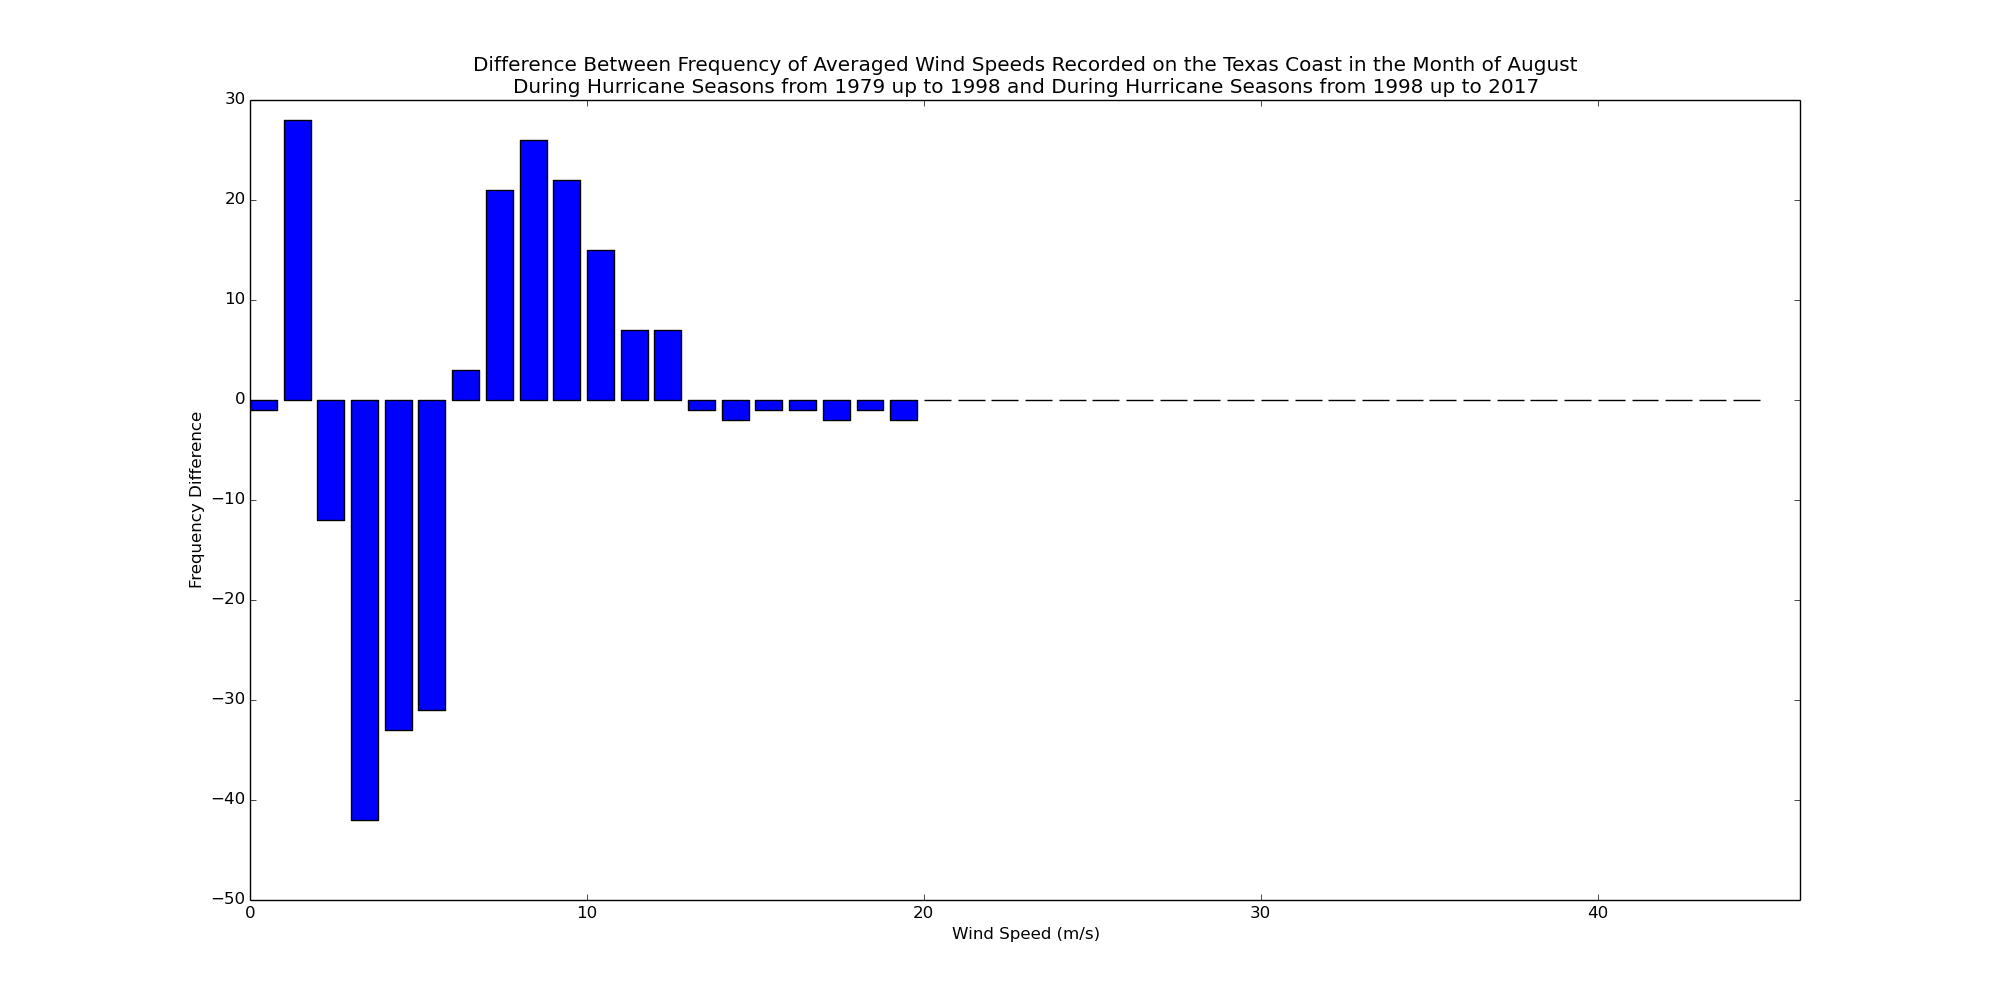 Difference Between Frequency of Averaged Wind Speeds Recorded on the Texas Coast in the Month of August
During Hurricane Seasons from 1979 up to 1998 and During Hurricane Seasons from 1998 up to 2017
30
20
10
0
−10
−20
−30
−40
−50
Frequency Difference
0 10 20 30 40
Wind Speed (m/s)